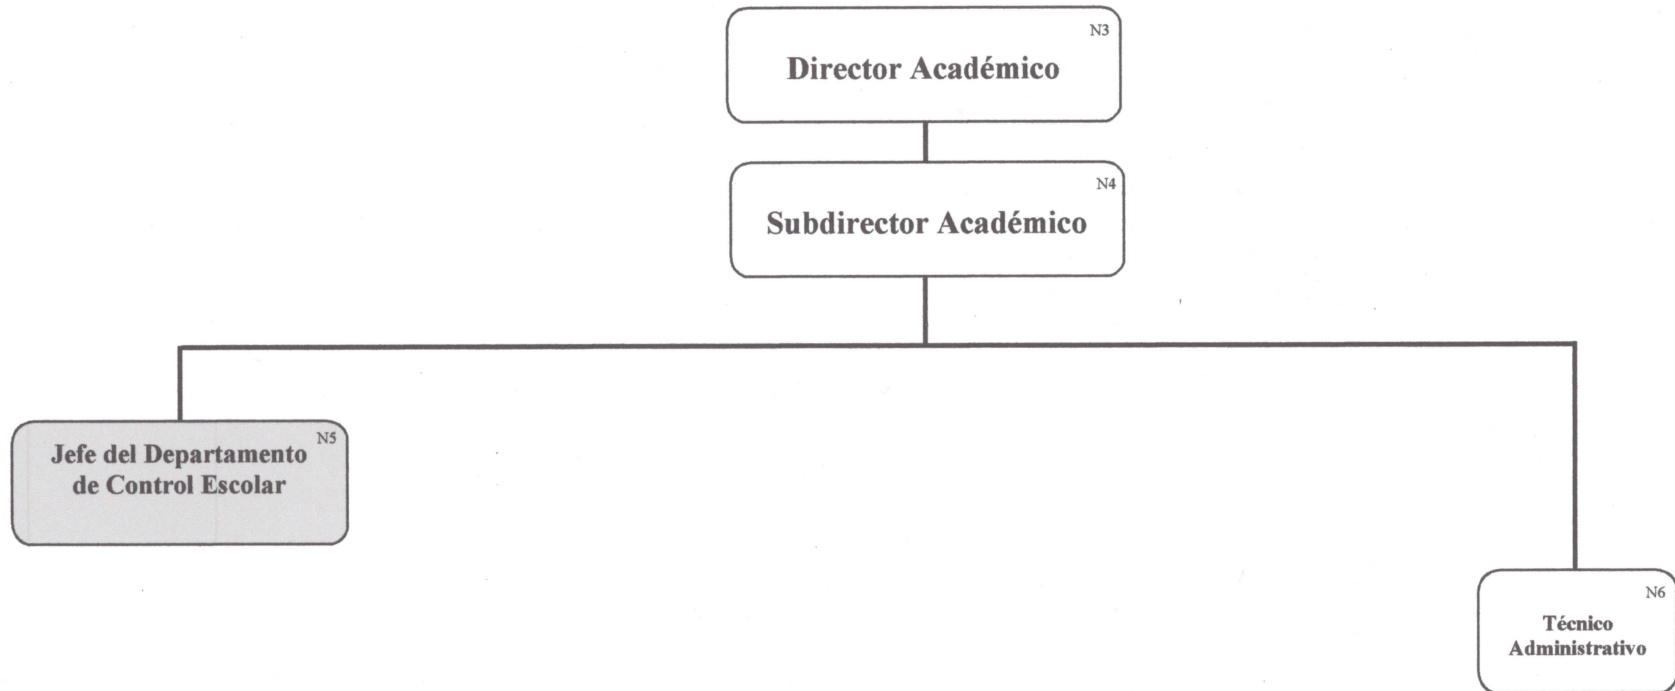 N3
Director Académico
N4
Subdirector Académico
N5
Jefe del Departamento
de Control Escolar
N6
Técnico
Administrativo